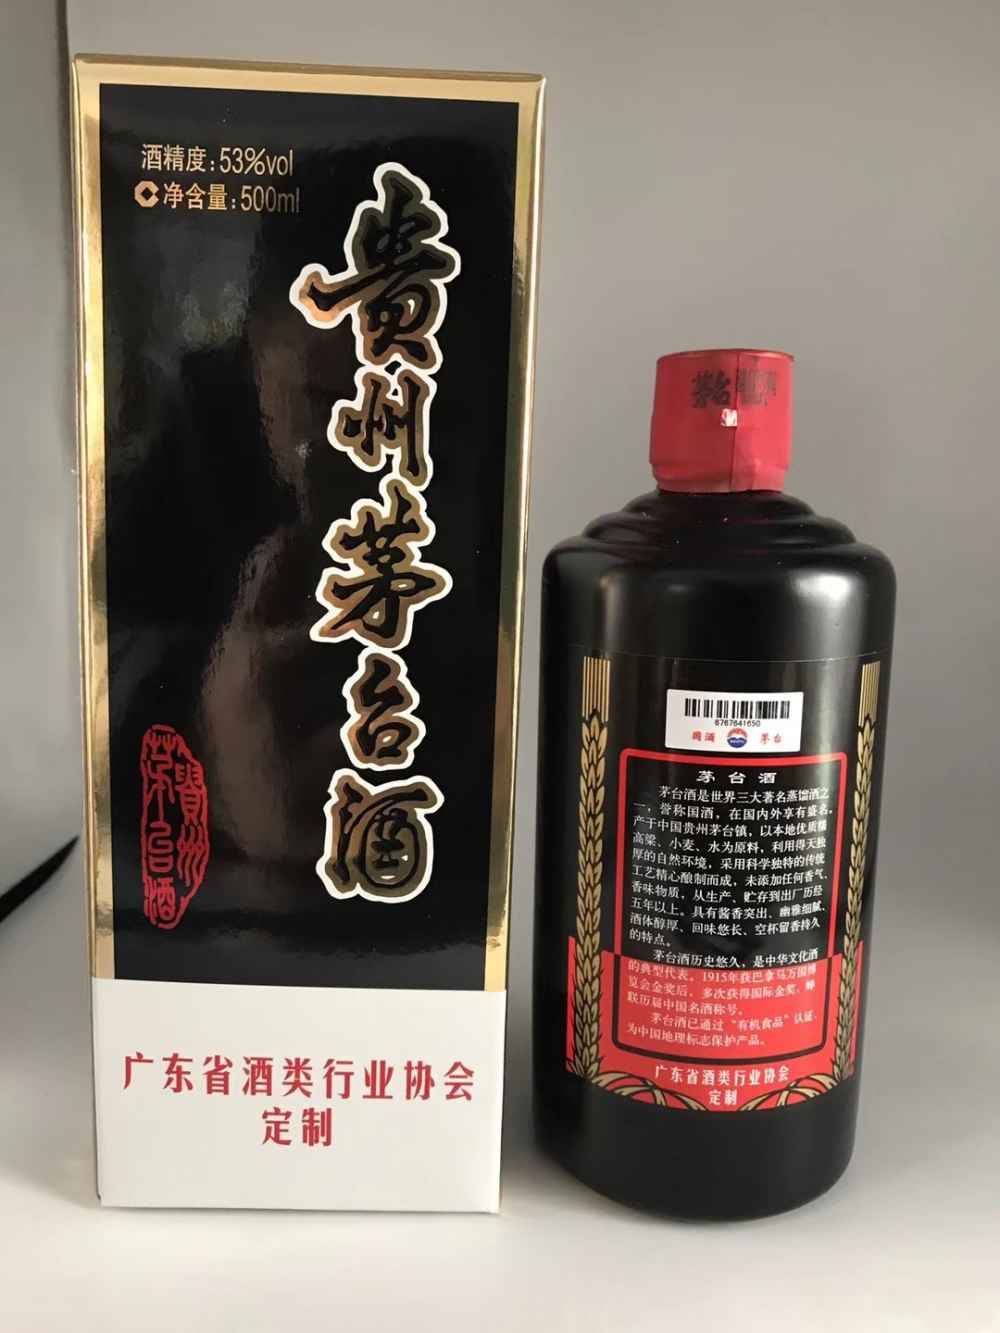 酒精度:53%vol
净含量:500ml
贵州茅台酒
贵州
茅台酒
广东省酒类行业协会
定制
茅台
6767641650
国酒 茅台
茅台酒
茅台酒是世界三大著名蒸馏酒之
一，誉称国酒，在国内外享有盛名。
产于中国贵州茅台镇，以本地优质糯
高粱、小麦、水为原料，利用得天独
厚的自然环境，采用科学独特的传统
工艺精心酿制而成，未添加任何香气、
香味物质，从生产、贮存到出厂历经
五年以上。具有酱香突出、幽雅细腻、
酒体醇厚、回味悠长、空杯留香持久
的特点。
茅台酒历史悠久，是中华文化酒
的典型代表。1915年获巴拿马万国博
览会金奖后，多次获得国际金奖、蝉
联历届中国名酒称号。
茅台酒已通过“有机食品”认证，
为中国地理标志保护产品。
广东省酒类行业协会
定制